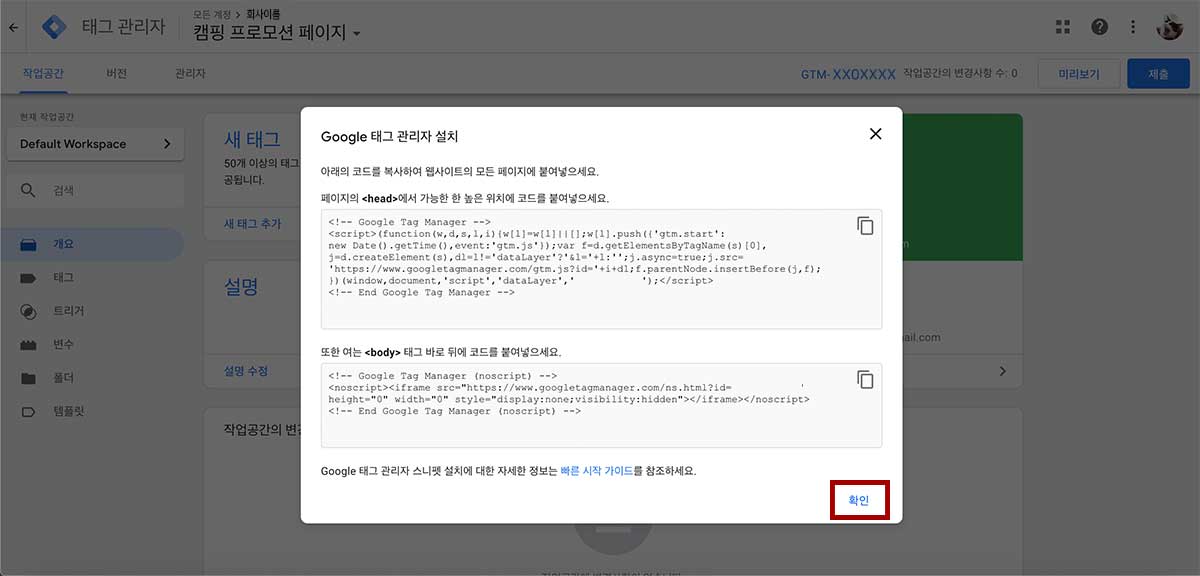 모든 계정 > 회사이름
태그 관리자
캠핑 프로모션 페이지
작업공간
버전
관리자
GTM-XX0XXXX
작업공간의 변경사항 수: 0
미리보기
제출
현재 작업공간
Default Workspace
검색
개요
태그
트리거
변수
폴더
템플릿
새 태그
50개 이상의 태그
공됩니다.
새 태그 추가
설명
설명 수정
작업공간의 변경
m
ail.com
Google 태그 관리자 설치
아래의 코드를 복사하여 웹사이트의 모든 페이지에 붙여넣으세요.
페이지의 <head>에서 가능한 한 높은 위치에 코드를 붙여넣으세요.
<!-- Google Tag Manager -->
<script>(function(w,d,s,l,i){w[l]=w[l]||[];w[l].push({'gtm.start':
new Date().getTime(),event:'gtm.js'});var f=d.getElementsByTagName(s)[0],
j=d.createElement(s),dl=l!='dataLayer'?'&l='+l:'';j.async=true;j.src=
'https://www.googletagmanager.com/gtm.js?id='+i+dl;f.parentNode.insertBefore(j,f);
})(window,document,'script','dataLayer','          ');</script>
<!-- End Google Tag Manager -->
또한 여는 <body> 태그 바로 뒤에 코드를 붙여넣으세요.
<!-- Google Tag Manager (noscript) -->
<noscript><iframe src="https://www.googletagmanager.com/ns.html?id=          '
height="0" width="0" style="display:none;visibility:hidden"></iframe></noscript>
<!-- End Google Tag Manager (noscript) -->
Google 태그 관리자 스니펫 설치에 대한 자세한 정보는 빠른 시작 가이드를 참조하세요.
확인